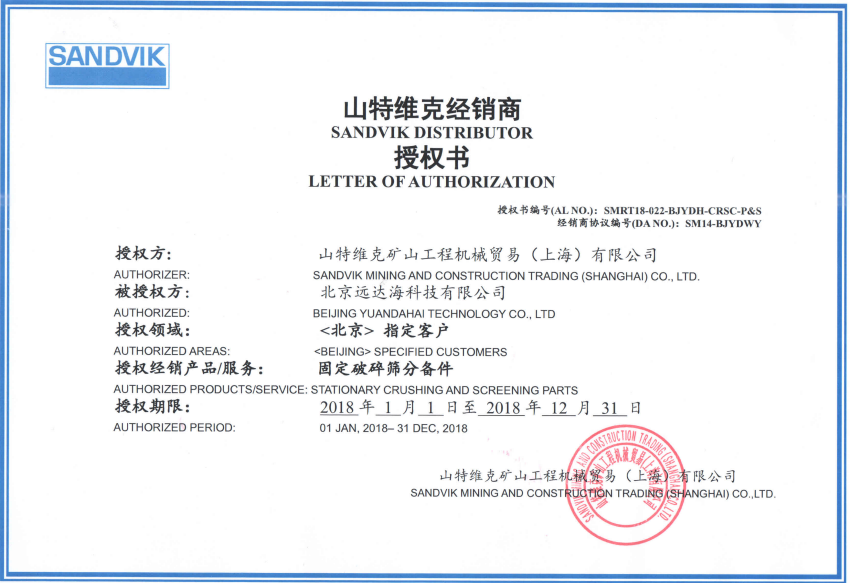 SANDVIK
山特维克经销商
SANDVIK DISTRIBUTOR
授权书
LETTER OF AUTHORIZATION
授权书编号(AL NO.)：SMRT18-022-BJYDH-CRSC-P&S
经销商协议编号(DA NO.)：SM14-BJYDWY
授权方： 山特维克矿山工程机械贸易（上海）有限公司
AUTHORIZER: SANDVIK MINING AND CONSTRUCTION TRADING (SHANGHAI) CO., LTD.
被授权方： 北京远达海科技有限公司
AUTHORIZED: BEIJING YUANDAHAI TECHNOLOGY CO., LTD
授权领域： <北京> 指定客户
AUTHORIZED AREAS: <BEIJING> SPECIFIED CUSTOMERS
授权经销产品/服务： 固定破碎筛分备件
AUTHORIZED PRODUCTS/SERVICE: STATIONARY CRUSHING AND SCREENING PARTS
授权期限： 2018 年 1 月 1 日至 2018 年 12 月 31 日
AUTHORIZED PERIOD: 01 JAN, 2018– 31 DEC, 2018
山特维克矿山工程机械贸易（上海）有限公司
SANDVIK MINING AND CONSTRUCTION TRADING (SHANGHAI) CO.,LTD.
SANDVIK MINING AND CONSTRUCTION TRADING (SHANGHAI) CO.,LTD
山特维克矿山工程机械贸易(上海)有限公司